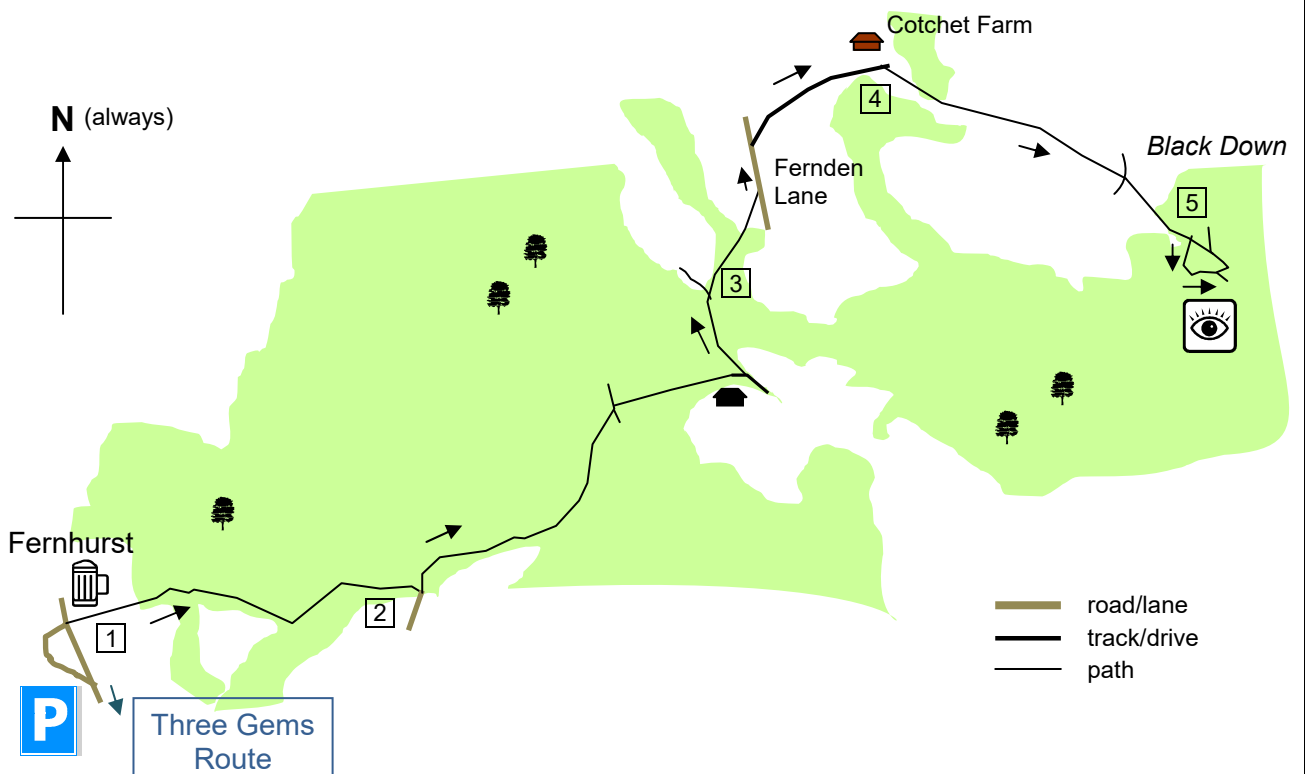 Cotchet Farm
N (always)
4
Black Down
Fernden
Lane
5
3
Fernhurst
2
1
road/lane
track/drive
path
P
Three Gems
Route